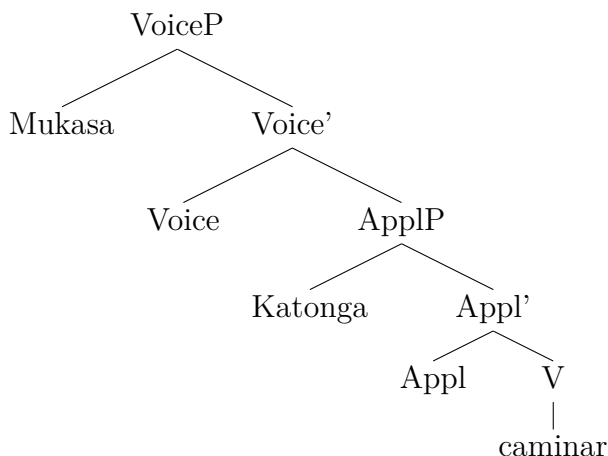 VoiceP
Mukasa Voice’
Voice ApplP
Katonga Appl’
Appl V
caminar